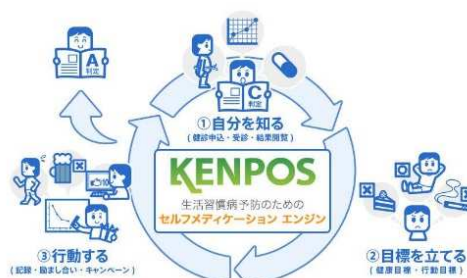 A
判定
C
判定
①自分を知る
(健診申込・受診・結果閲覧)
KENPOS
生活習慣病予防のための
セルフメディケーション エンジン
③行動する
(記録・励まし合い・キャンペーン)
②目標を立てる
(健康目標・行動目標)